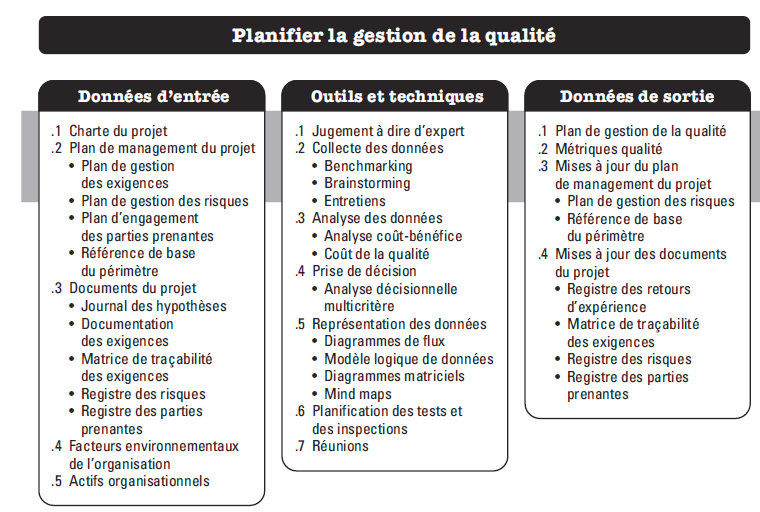 Planifier la gestion de la qualité
Données d'entrée
.1 Charte du projet
.2 Plan de management du projet
• Plan de gestion
des exigences
• Plan de gestion des risques
• Plan d'engagement
des parties prenantes
• Référence de base
du périmètre
.3 Documents du projet
• Journal des hypothèses
• Documentation
des exigences
• Matrice de traçabilité
des exigences
• Registre des risques
• Registre des parties
prenantes
.4 Facteurs environnementaux
de l'organisation
.5 Actifs organisationnels
Outils et techniques
.1 Jugement à dire d'expert
.2 Collecte des données
• Benchmarking
• Brainstorming
• Entretiens
.3 Analyse des données
• Analyse coût-bénéfice
• Coût de la qualité
.4 Prise de décision
• Analyse décisionnelle
multicritère
.5 Représentation des données
• Diagrammes de flux
• Modèle logique de données
• Diagrammes matriciels
• Mind maps
.6 Planification des tests et
des inspections
.7 Réunions
Données de sortie
.1 Plan de gestion de la qualité
.2 Métriques qualité
.3 Mises à jour du plan
de management du projet
• Plan de gestion des risques
• Référence de base
du périmètre
.4 Mises à jour des documents
du projet
• Registre des retours
d'expérience
• Matrice de traçabilité
des exigences
• Registre des risques
• Registre des parties
prenantes